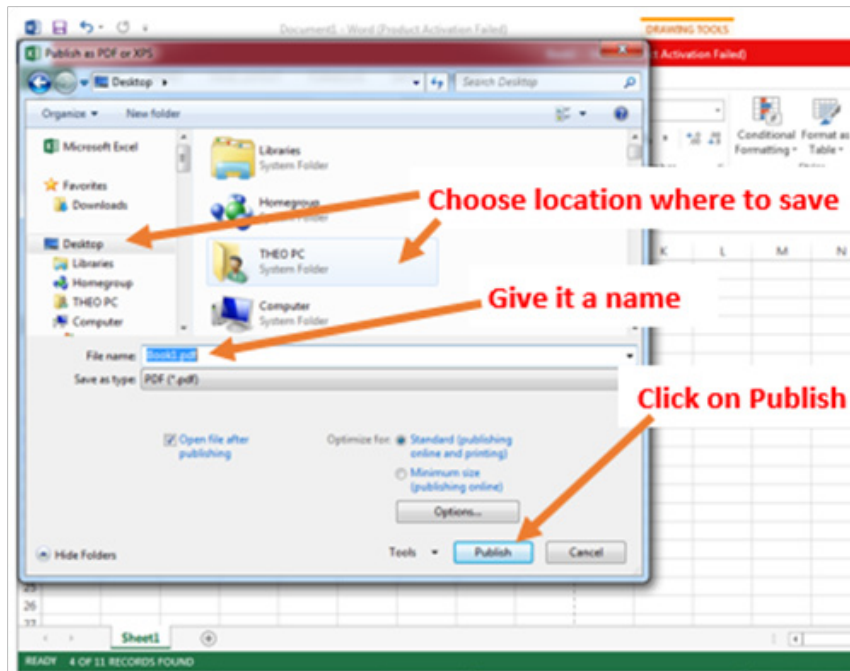 Document1 - Word (Product Activation Failed)
DRAWING TOOLS
Publish as PDF or XPS
Product Activation Failed)
Desktop
Search Desktop
Organize
New folder
Conditional
Formatting
Format as
Table
Microsoft Excel
Favorites
Downloads
Desktop
Libraries
Homegroup
THEO PC
Computer
Libraries
System Folder
Homegroup
System Folder
THEO PC
System Folder
Computer
System Folder
Choose location where to save
K L M N
Give it a name
File name: Book1.pdf
Save as type: PDF (*.pdf)
Click on Publish
Open file after
publishing
Optimize for:
Standard (publishing
online and printing)
Minimum size
(publishing online)
Options...
Hide Folders
Tools
Publish
Cancel
25
26
27
Sheet1
READY 4 OF 11 RECORDS FOUND